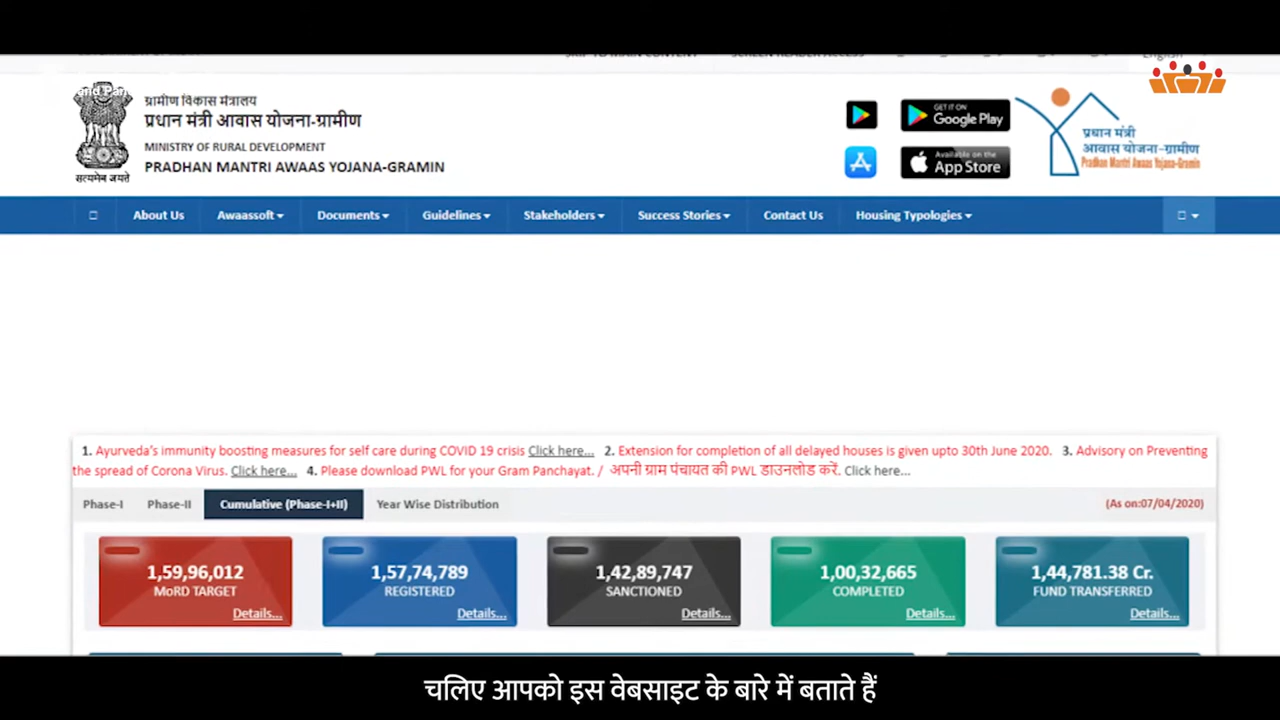 ग्रामीण विकास मंत्रालय
प्रधान मंत्री आवास योजना-ग्रामीण
MINISTRY OF RURAL DEVELOPMENT
PRADHAN MANTRI AWAAS YOJANA-GRAMIN
सत्यमेव जयते
GET IT ON
Google Play
Available on the
App Store
प्रधान मंत्री
आवास योजना-ग्रामीण
Pradhan Mantri Awaas Yojana-Gramin
About Us Awaassoft Documents Guidelines Stakeholders Success Stories Contact Us Housing Typologies
1. Ayurveda's immunity boosting measures for self care during COVID 19 crisis Click here... 2. Extension for completion of all delayed houses is given upto 30th June 2020. 3. Advisory on Preventing
the spread of Corona Virus. Click here... 4. Please download PWL for your Gram Panchayat. / अपनी ग्राम पंचायत की PWL डाउनलोड करें. Click here...
Phase-I Phase-II Cumulative (Phase-I+II) Year Wise Distribution (As on:07/04/2020)
1,59,96,012 1,57,74,789 1,42,89,747 1,00,32,665 1,44,781.38 Cr.
MoRD TARGET REGISTERED SANCTIONED COMPLETED FUND TRANSFERRED
Details... Details... Details... Details... Details...
चलिए आपको इस वेबसाइट के बारे में बताते हैं